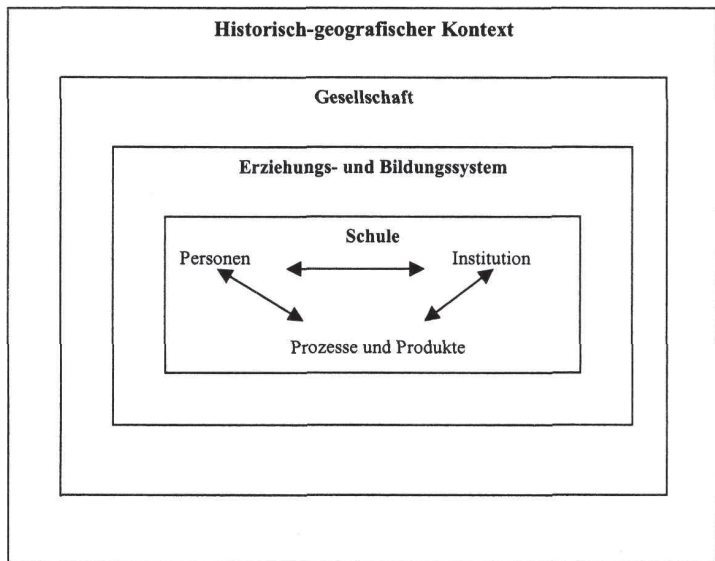 Historisch-geografischer Kontext
Gesellschaft
Erziehungs- und Bildungssystem
Schule
Personen
Institution
Prozesse und Produkte